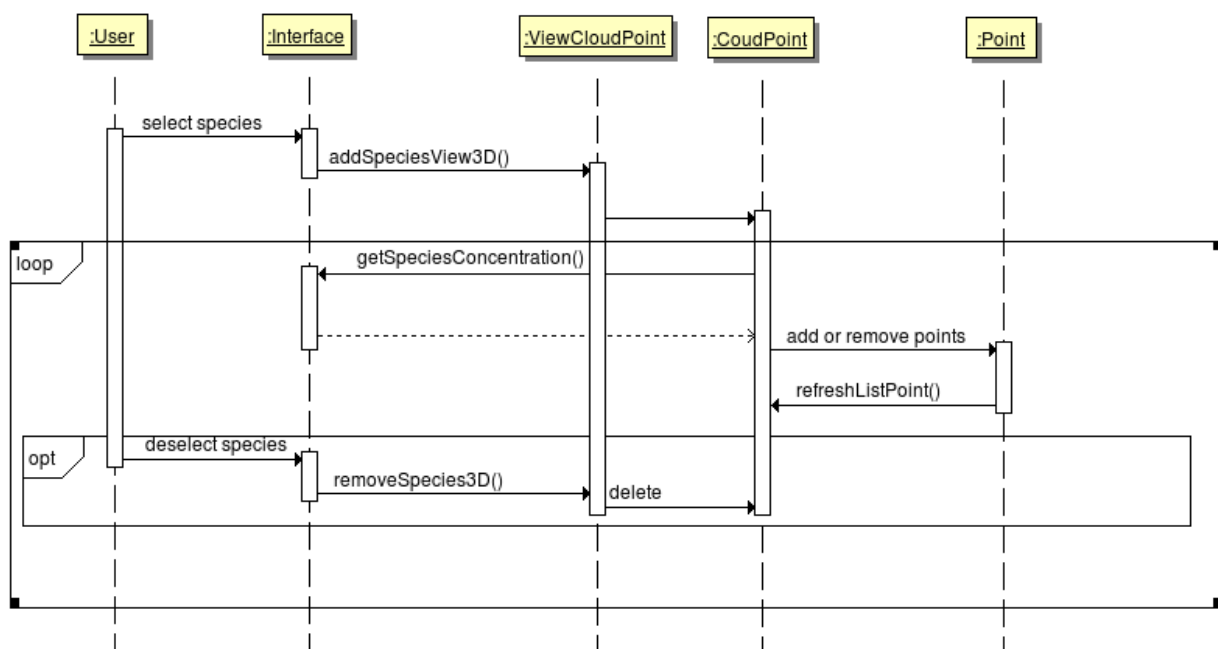 :User
:Interface
:ViewCloudPoint
:CoudPoint
:Point
select species
addSpeciesView3D()
loop
getSpeciesConcentration()
add or remove points
refreshListPoint()
opt
deselect species
removeSpecies3D()
delete